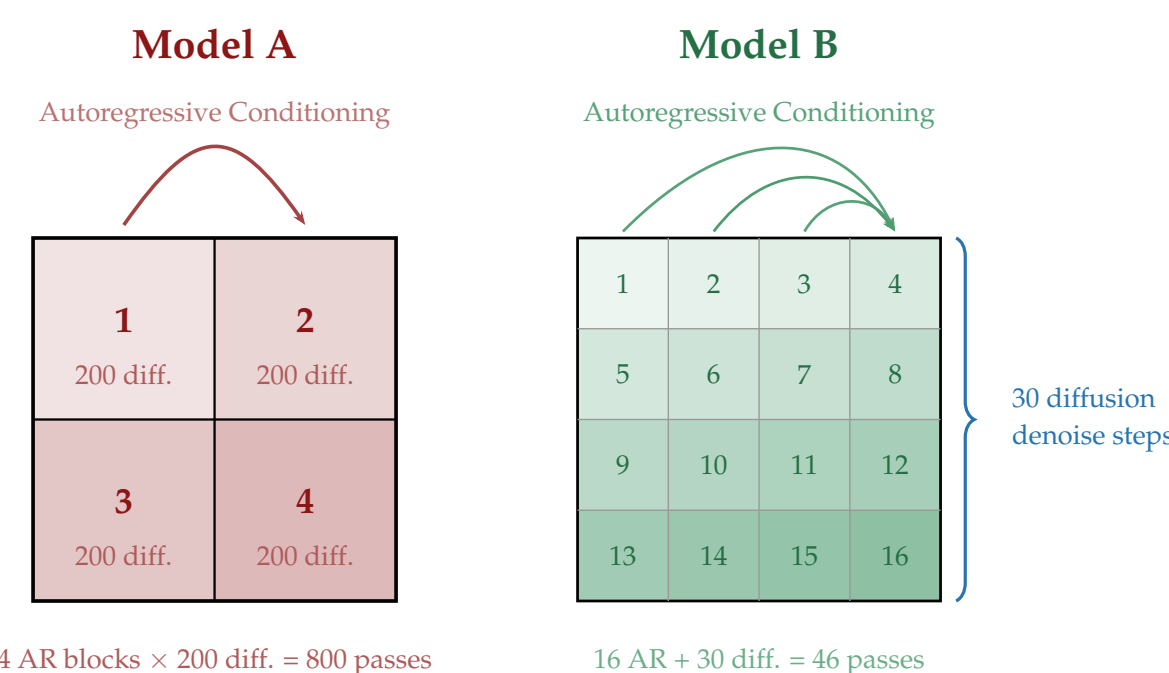 Model A
Autoregressive Conditioning
1
200 diff.
2
200 diff.
3
200 diff.
4
200 diff.
4 AR blocks × 200 diff. = 800 passes
Model B
Autoregressive Conditioning
1 2 3 4
5 6 7 8
9 10 11 12
13 14 15 16
30 diffusion
denoise steps
16 AR + 30 diff. = 46 passes